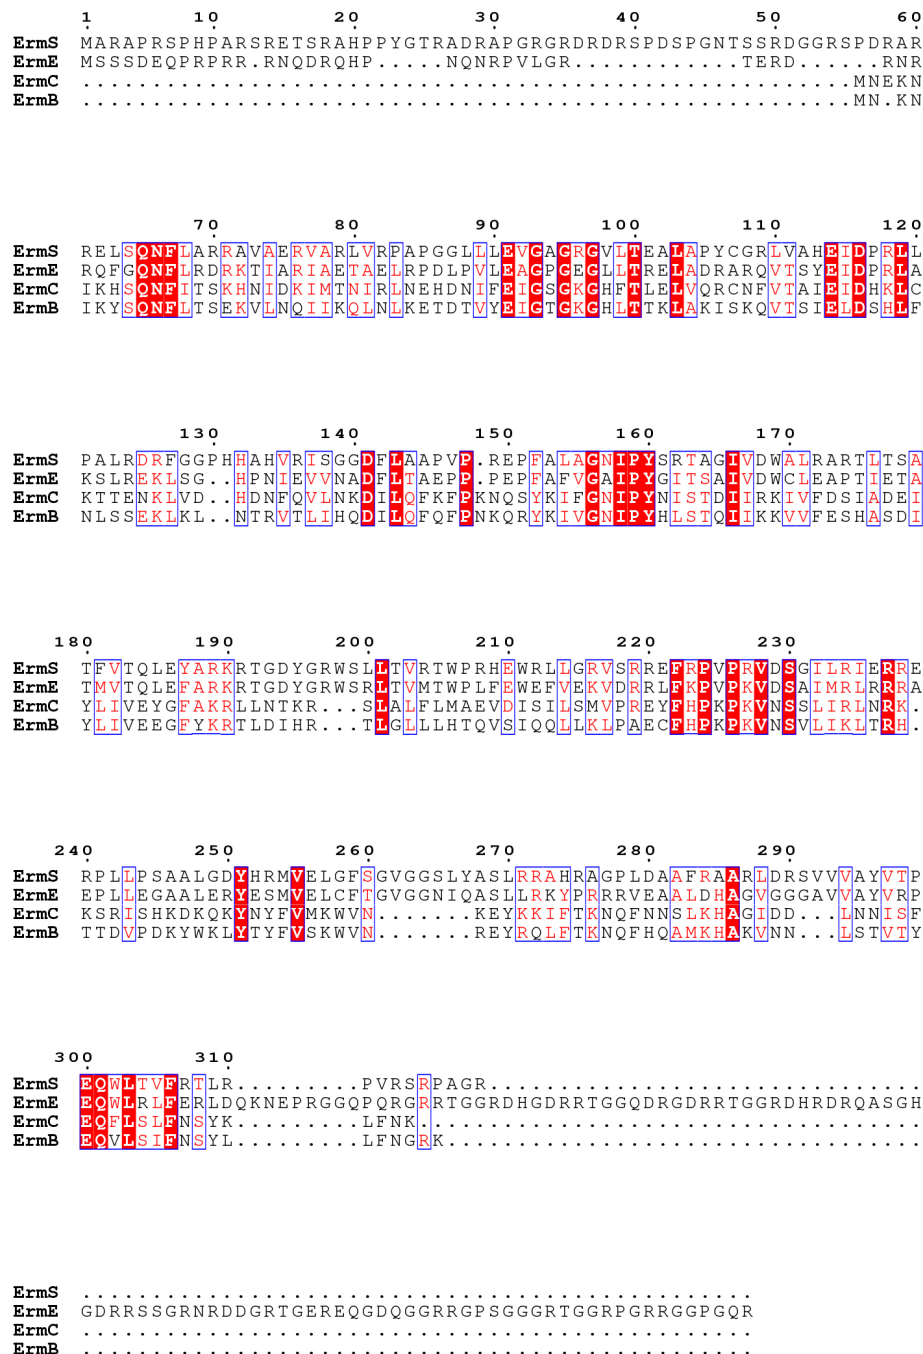 1 10 20 30 40 50 60
ErmS MARAPRSPHPARSRETSRAHPPYGTRADRAPGRGRDRDRSPDSPGNTSSRDGGRSPDRAR
ErmE MSSSDEQPRPRR.RNQDRQHP.....NQNRPVLGR............TERD......RNR
ErmC .......................................................MNEKN
ErmB .......................................................MN.KN
70 80 90 100 110 120
ErmS RELSQNFLARRAVAERVARLVRPAPGGLLLEVGAGRGVLTEALAPYCGRLVAHEIDPRLL
ErmE RQFGQNFLRDRKTIARIAETAELRPDLPVLEAGPGEGLLTRELADRARQVTSYEIDPRLA
ErmC IKHSQNFITSKHNIDKIMTNIRLNEHDNIFEIGSGKGHFTLELVQRCNFVTAIEIDHKLC
ErmB IKYSQNFLTSEKVLNQIIKQLNLKETDTVYEIGTGKGHLTTKLAKISKQVTSIELDSHLF
130 140 150 160 170
ErmS PALRDRFGGPHHAHVRISGGDFLAAPVP.REPFALAGNIPYSRTAGIVDWALRARTLTSA
ErmE KSLREKLSG..HPNIEVVNADFLTAEPP.PEPFAFVGAIPYGITSAIVDWCLEAPTIETA
ErmC KTTENKLVD..HDNFQVLNKDILQFKFPKNQSYKIFGNIPYNISTDIIRKIVFDSIADEI
ErmB NLSSEKLKL..NTRVTLIHQDILQFQFPNKQRYKIVGNIPYHLSTQIIKKVVFESHASDI
180 190 200 210 220 230
ErmS TFVTQLEYARKRTGDYGRWSLLTVRTWPRHEWRLLGRVSRREFRPVPRVDSGILRIERRE
ErmE TMVTQLEFARKRTGDYGRWSRLTVMTWPLFEWEFVEKVDRRLFKPVPKVDSAIMRLRRRA
ErmC YLIVEYGFAKRLLNTKR...SLALFLMAEVDISILSMVPREYFHPKPKVNSSLIRLNRK.
ErmB YLIVEEGFYKRTLDIHR...TLGLLLHTQVSIQQLLKLPAECFHPKPKVNSVLIKLTRH.
240 250 260 270 280 290
ErmS RPLLPSAALGDYHRMVELGFSGVGGSLYASLRRAHRAGPLDAAFRAARLDRSVVVAYVTP
ErmE EPLLEGAALERYESMVELCFTGVGGNIQASLLRKYPRRRVEAALDHAGVGGGAVVAYVRP
ErmC KSRISHKDKQKYNYFVMKWVN.......KEYKKIFTKNQFNNSLKHAGIDD...LNNISF
ErmB TTDVPDKYWKLYTYFVSKWVN.......REYRQLFTKNQFHQAMKHAKVNN...LSTVTY
300 310
ErmS EQWLTVFRTLR.........PVRSRPAGR...............................
ErmE EQWLRLFERLDQKNEPRGGQPQRGRRTGGRDHGDRRTGGQDRGDRRTGGRDHRDRQASGH
ErmC EQFLSLFNSYK.........LFNK....................................
ErmB EQVLSIFNSYL.........LFNGRK..................................
ErmS ................................................
ErmE GDRRSSGRNRDDGRTGEREQGDQGGRRGPSGGGRTGGRPGRRGGPGQR
ErmC ................................................
ErmB ................................................